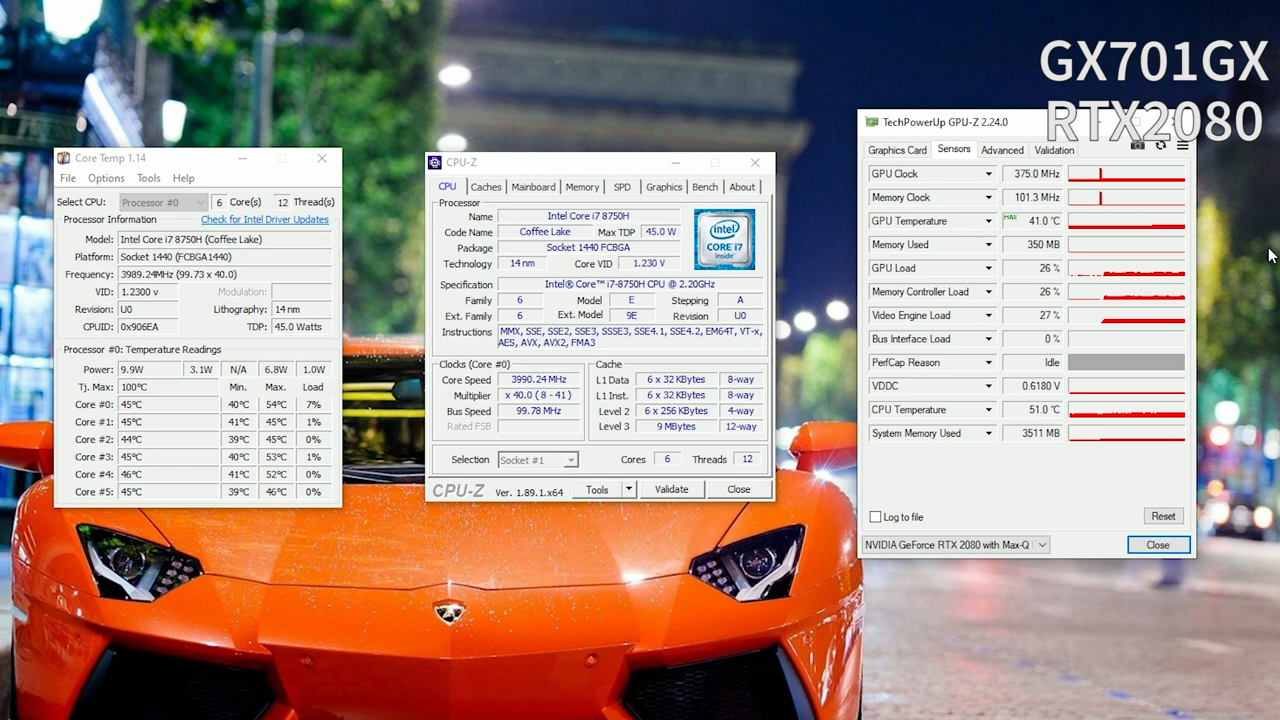 GX701GX
RTX2080
Core Temp 1.14
File Options Tools Help
Select CPU: Processor #0 6 Core(s) 12 Thread(s)
Processor Information Check for Intel Driver Updates
Model: Intel Core i7 8750H (Coffee Lake)
Platform: Socket 1440 (FCBGA1440)
Frequency: 3989.24MHz (99.73 x 40.0)
VID: 1.2300 v Modulation:
Revision: U0 Lithography: 14 nm
CPUID: 0x906EA TDP: 45.0 Watts
Processor #0: Temperature Readings
Power: 9.9W 3.1W N/A 6.8W 1.0W
Tj. Max: 100°C Min. Max. Load
Core #0: 45°C 40°C 54°C 7%
Core #1: 45°C 41°C 45°C 1%
Core #2: 44°C 39°C 45°C 0%
Core #3: 45°C 40°C 53°C 1%
Core #4: 46°C 41°C 52°C 0%
Core #5: 45°C 39°C 46°C 0%
CPU-Z
CPU Caches Mainboard Memory SPD Graphics Bench About
Processor
Name Intel Core i7 8750H
Code Name Coffee Lake Max TDP 45.0 W
Package Socket 1440 FCBGA
Technology 14 nm Core VID 1.230 V
intel
CORE i7
inside
Specification Intel® Core™ i7-8750H CPU @ 2.20GHz
Family 6 Model E Stepping A
Ext. Family 6 Ext. Model 9E Revision U0
Instructions MMX, SSE, SSE2, SSE3, SSSE3, SSE4.1, SSE4.2, EM64T, VT-x,
AES, AVX, AVX2, FMA3
Clocks (Core #0)
Core Speed 3990.24 MHz
Multiplier x 40.0 ( 8 - 41 )
Bus Speed 99.78 MHz
Rated FSB
Cache
L1 Data 6 x 32 KBytes 8-way
L1 Inst. 6 x 32 KBytes 8-way
Level 2 6 x 256 KBytes 4-way
Level 3 9 MBytes 12-way
Selection Socket #1 Cores 6 Threads 12
CPU-Z Ver. 1.89.1.x64 Tools Validate Close
TechPowerUp GPU-Z 2.24.0
Graphics Card Sensors Advanced Validation
GPU Clock 375.0 MHz
Memory Clock 101.3 MHz
GPU Temperature MAX 41.0 °C
Memory Used 350 MB
GPU Load 26 %
Memory Controller Load 26 %
Video Engine Load 27 %
Bus Interface Load 0 %
PerfCap Reason Idle
VDDC 0.6180 V
CPU Temperature 51.0 °C
System Memory Used 3511 MB
Log to file Reset
NVIDIA GeForce RTX 2080 with Max-Q Close